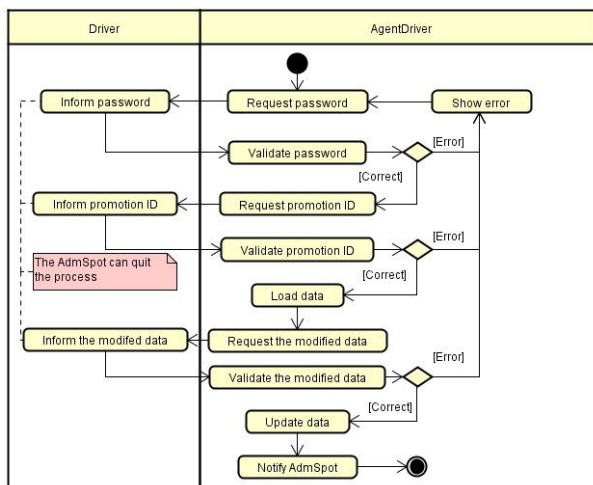 Driver
AgentDriver
Inform password
Request password
Show error
Validate password
[Error]
[Correct]
Inform promotion ID
Request promotion ID
Validate promotion ID
[Error]
[Correct]
The AdmSpot can quit
the process
Load data
Inform the modifed data
Request the modified data
[Error]
Validate the modified data
[Correct]
Update data
Notify AdmSpot